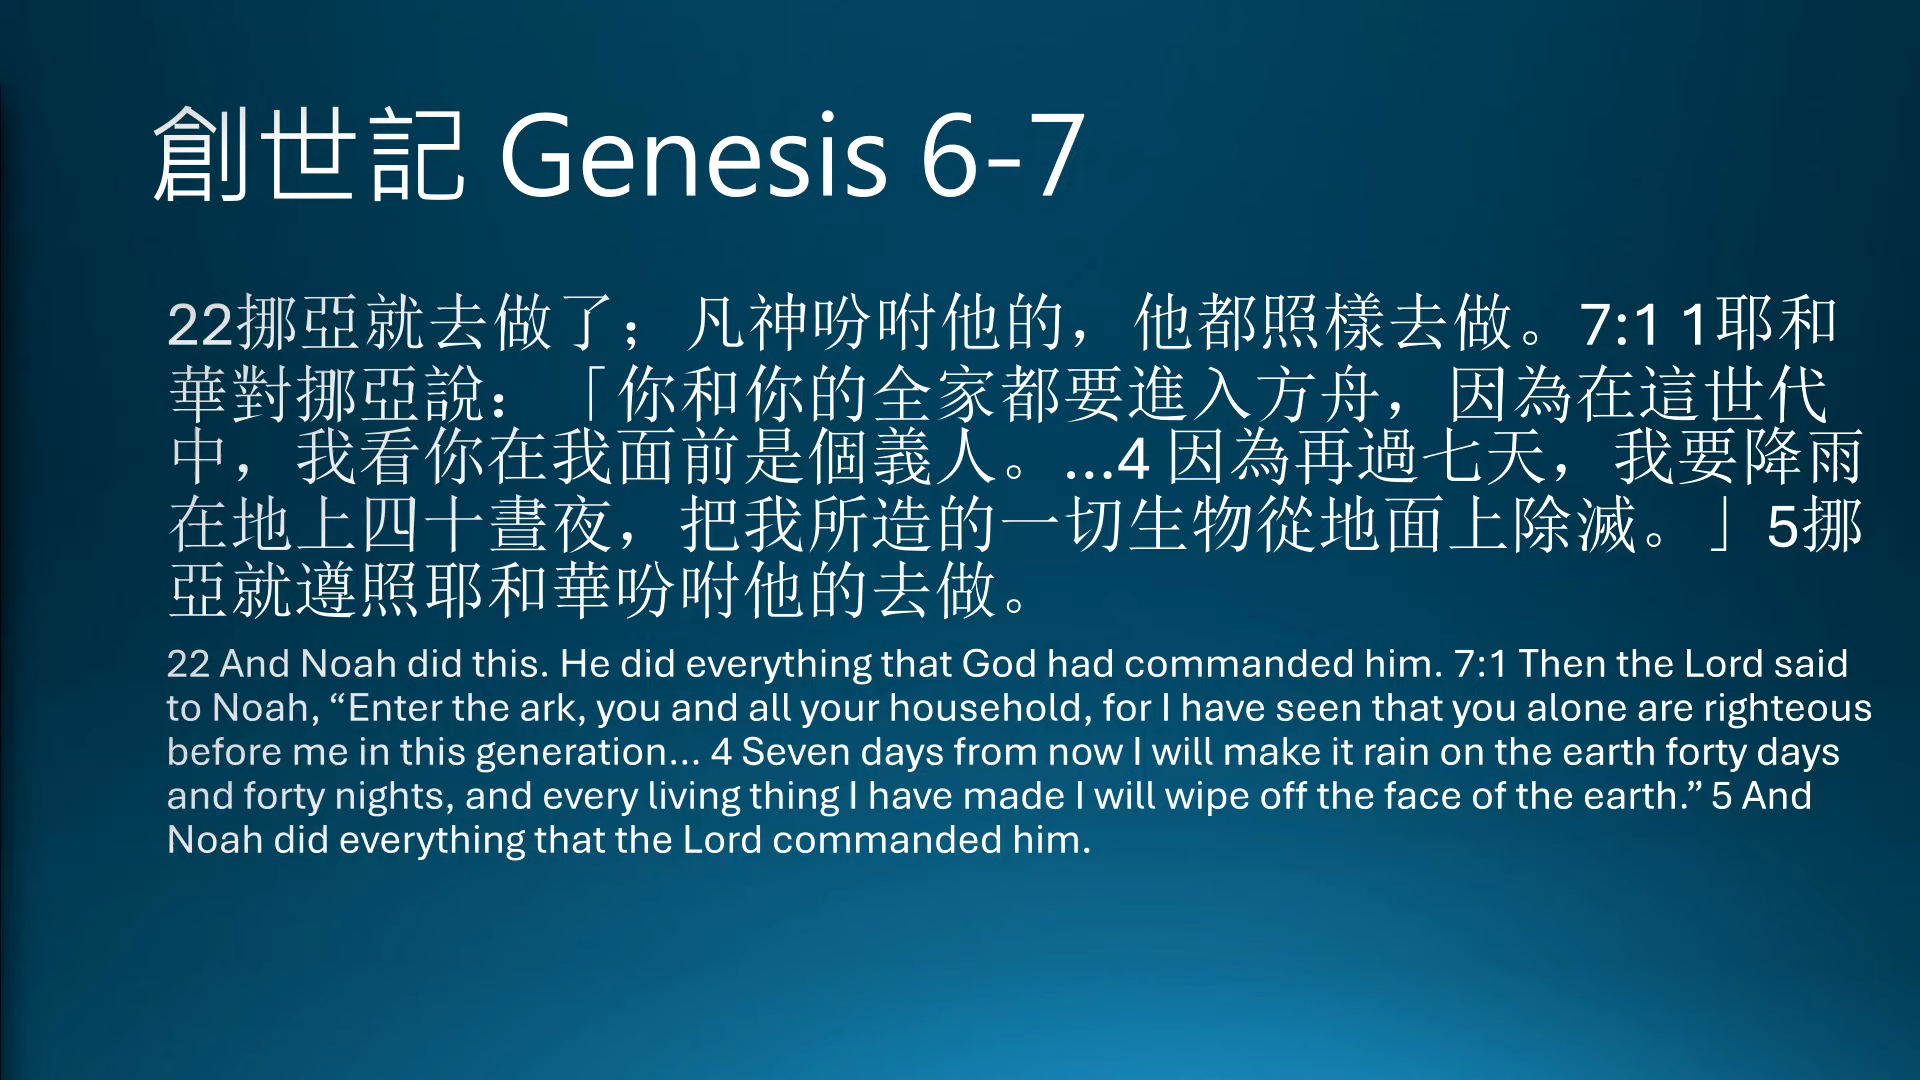 創世記 Genesis 6-7
22挪亞就去做了；凡神吩咐他的，他都照樣去做。7:1 1耶和
華對挪亞說：「你和你的全家都要進入方舟，因為在這世代
中，我看你在我面前是個義人。…4 因為再過七天，我要降雨
在地上四十晝夜，把我所造的一切生物從地面上除滅。」5挪
亞就遵照耶和華吩咐他的去做。
22 And Noah did this. He did everything that God had commanded him. 7:1 Then the Lord said
to Noah, “Enter the ark, you and all your household, for I have seen that you alone are righteous
before me in this generation... 4 Seven days from now I will make it rain on the earth forty days
and forty nights, and every living thing I have made I will wipe off the face of the earth.” 5 And
Noah did everything that the Lord commanded him.